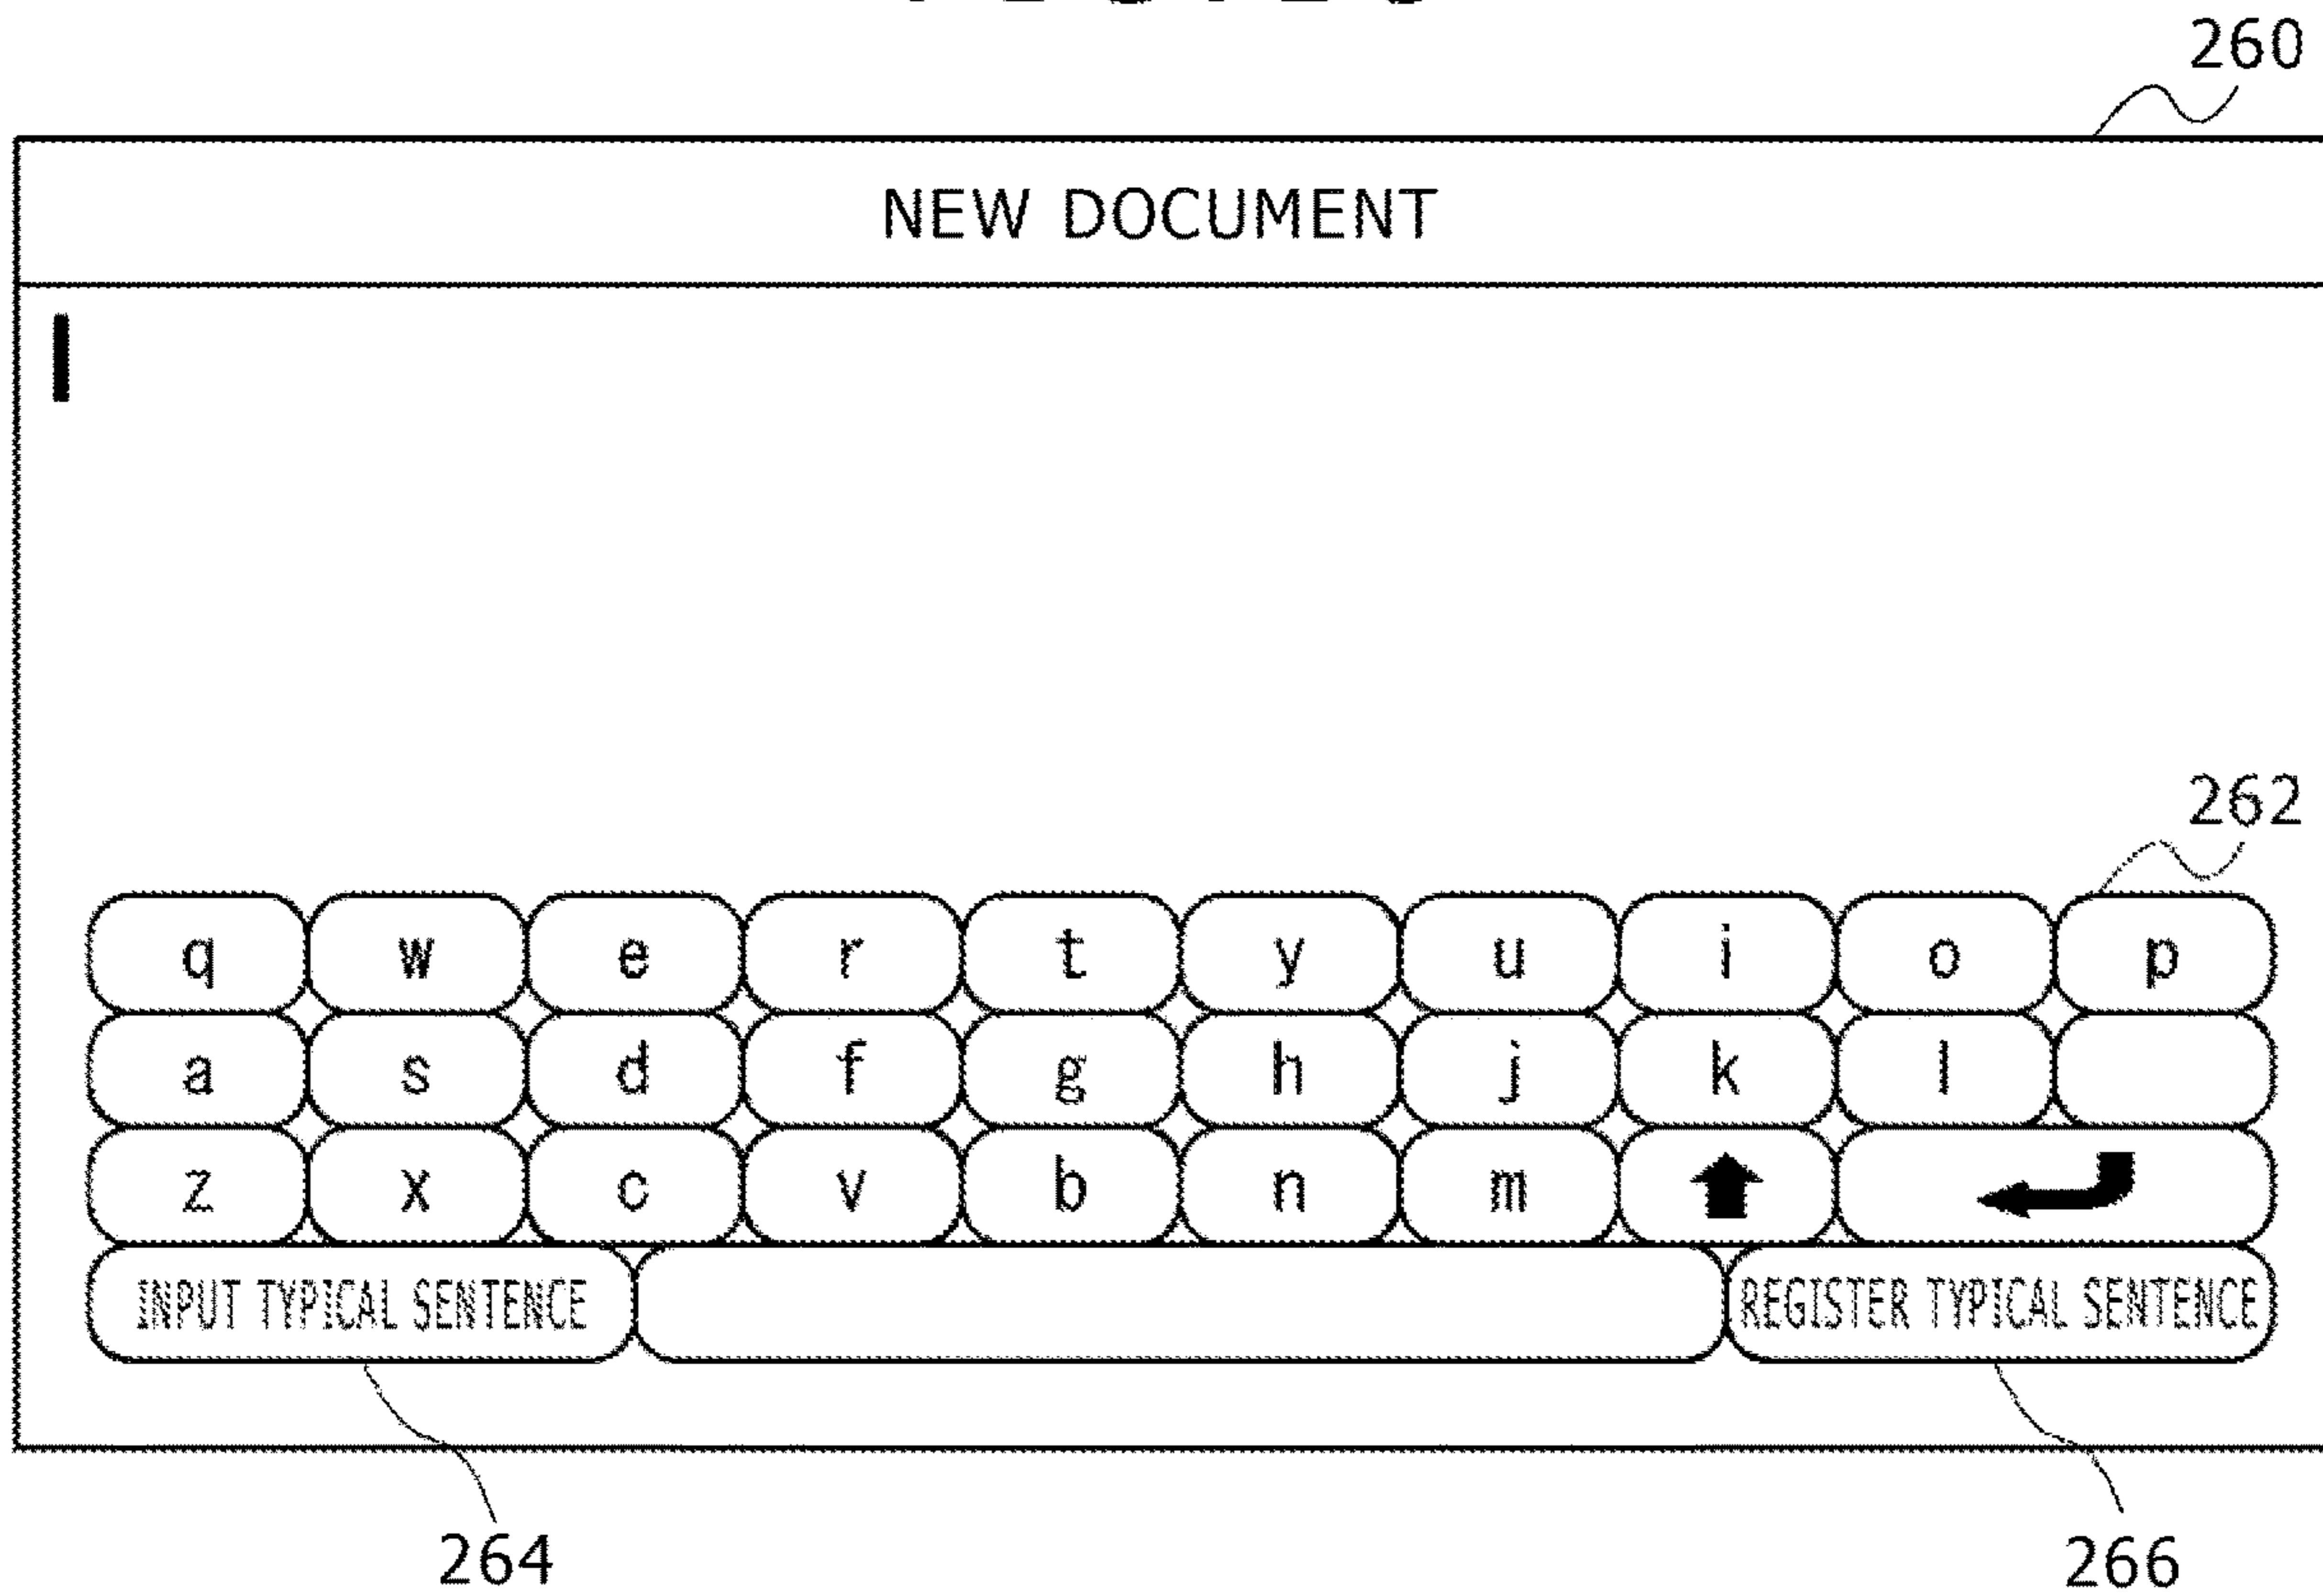 260
NEW DOCUMENT
262
q w e r t y u i o p
a s d f g h j k l
z x c v b n m
INPUT TYPICAL SENTENCE REGISTER TYPICAL SENTENCE
264 266